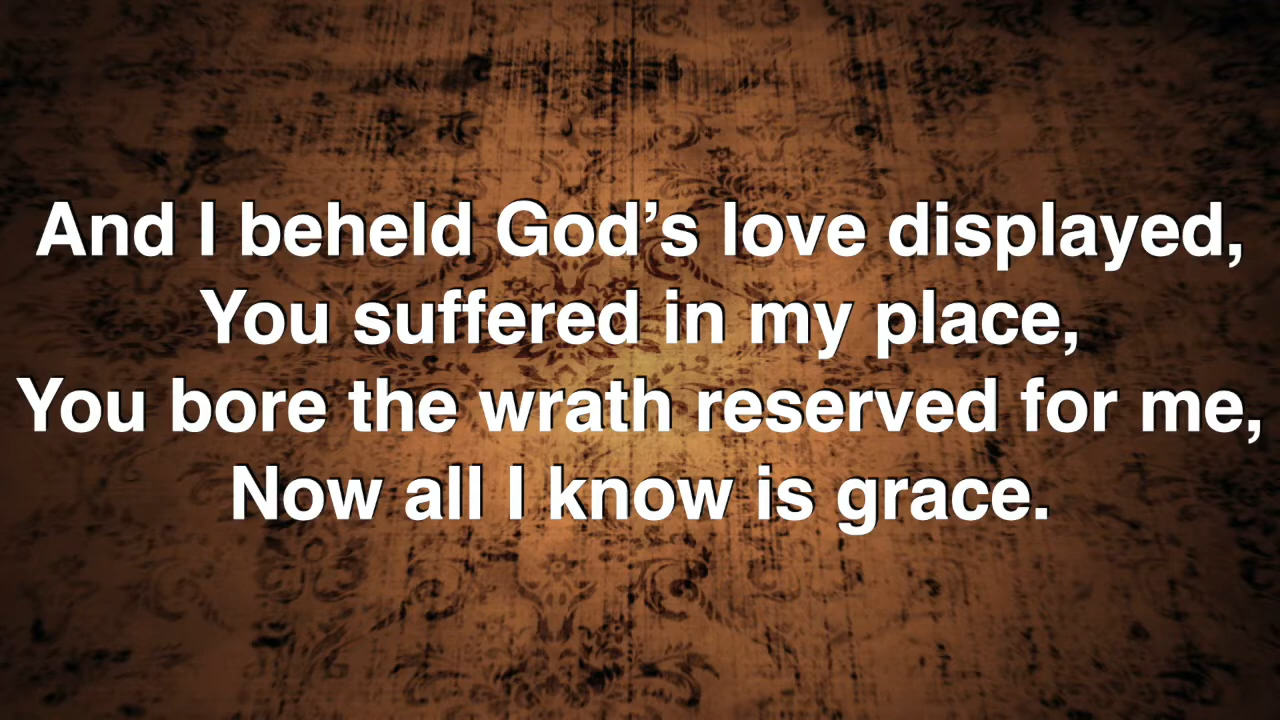 And I beheld God’s love displayed,
You suffered in my place,
You bore the wrath reserved for me,
Now all I know is grace.